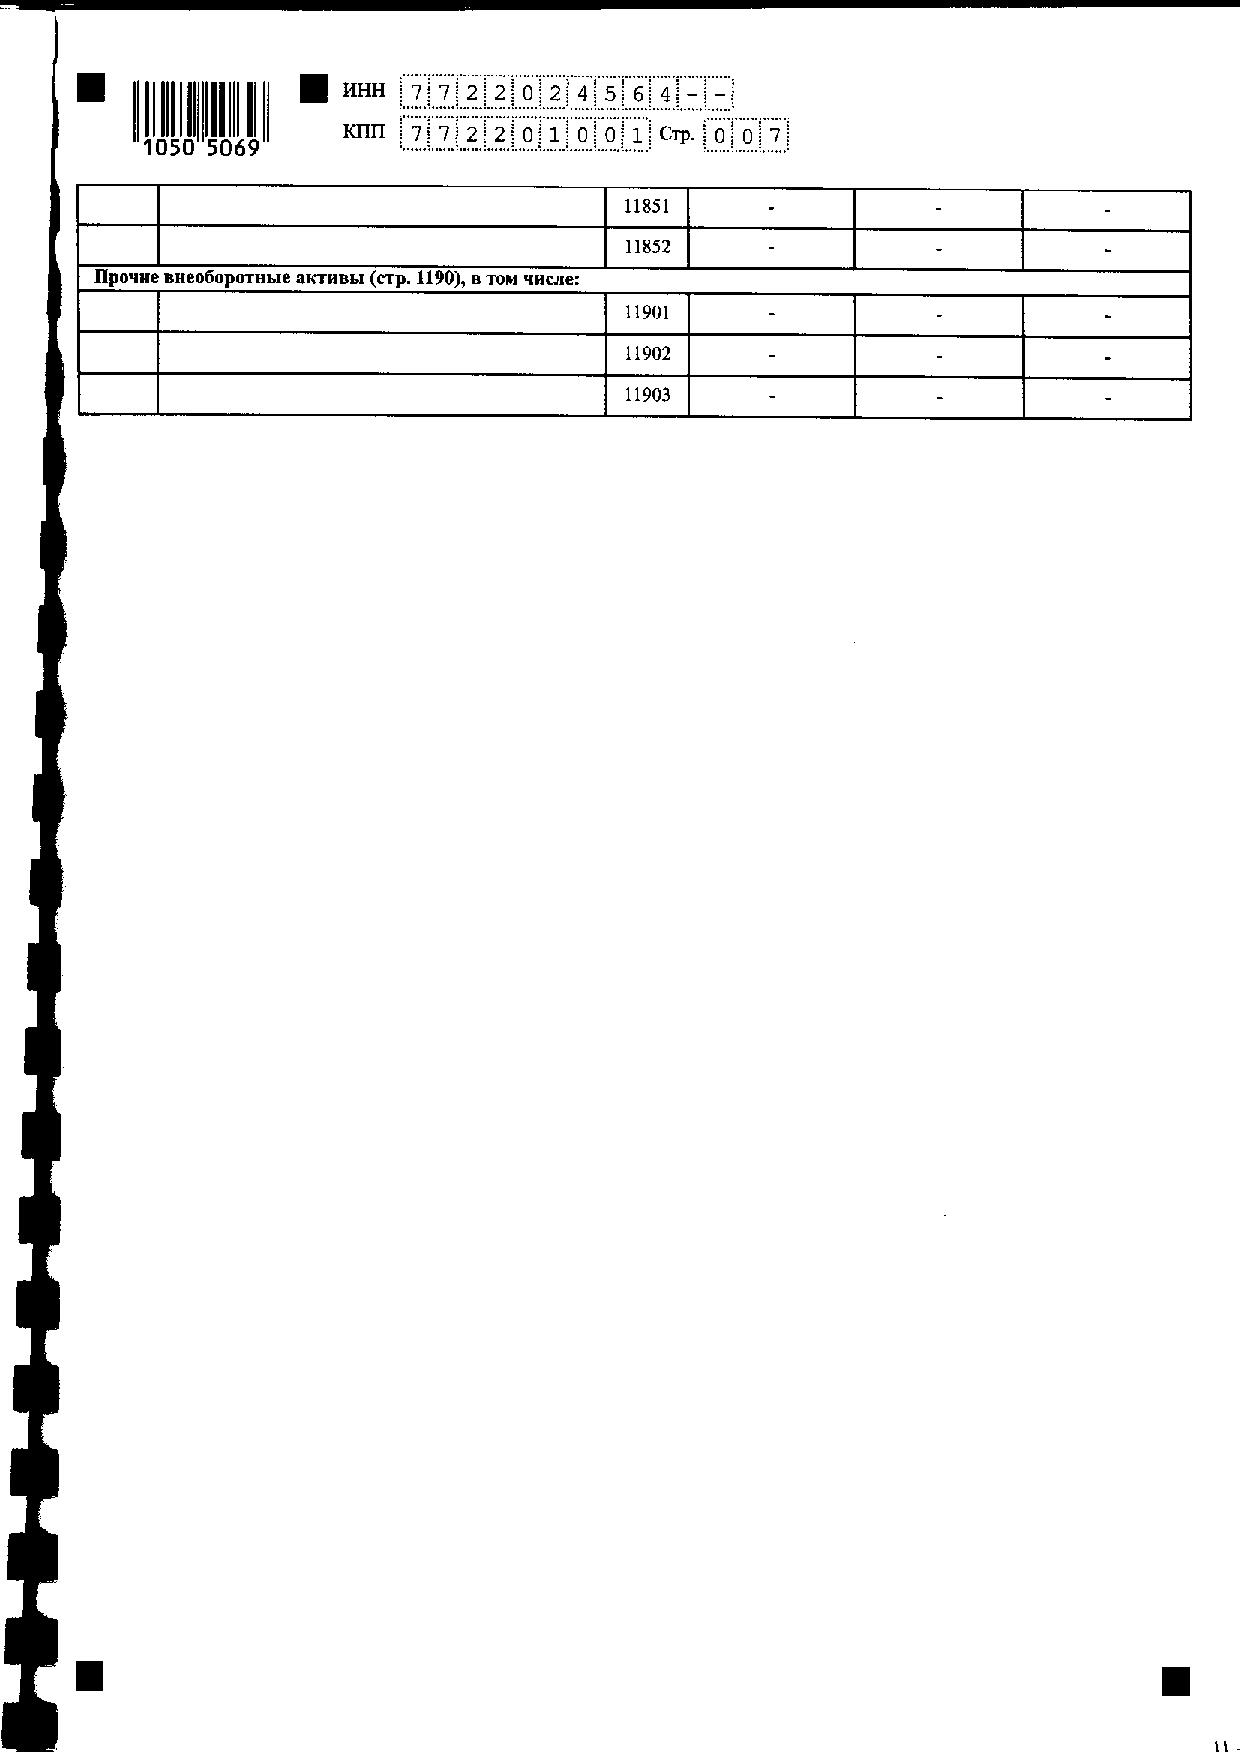 ИНН 7722024564--
1050 5069
КПП 772201001 Стр. 007
11851 - - -
11852 - - -
Прочие внеоборотные активы (стр. 1190), в том числе:
11901 - - -
11902 - - -
11903 - - -
11